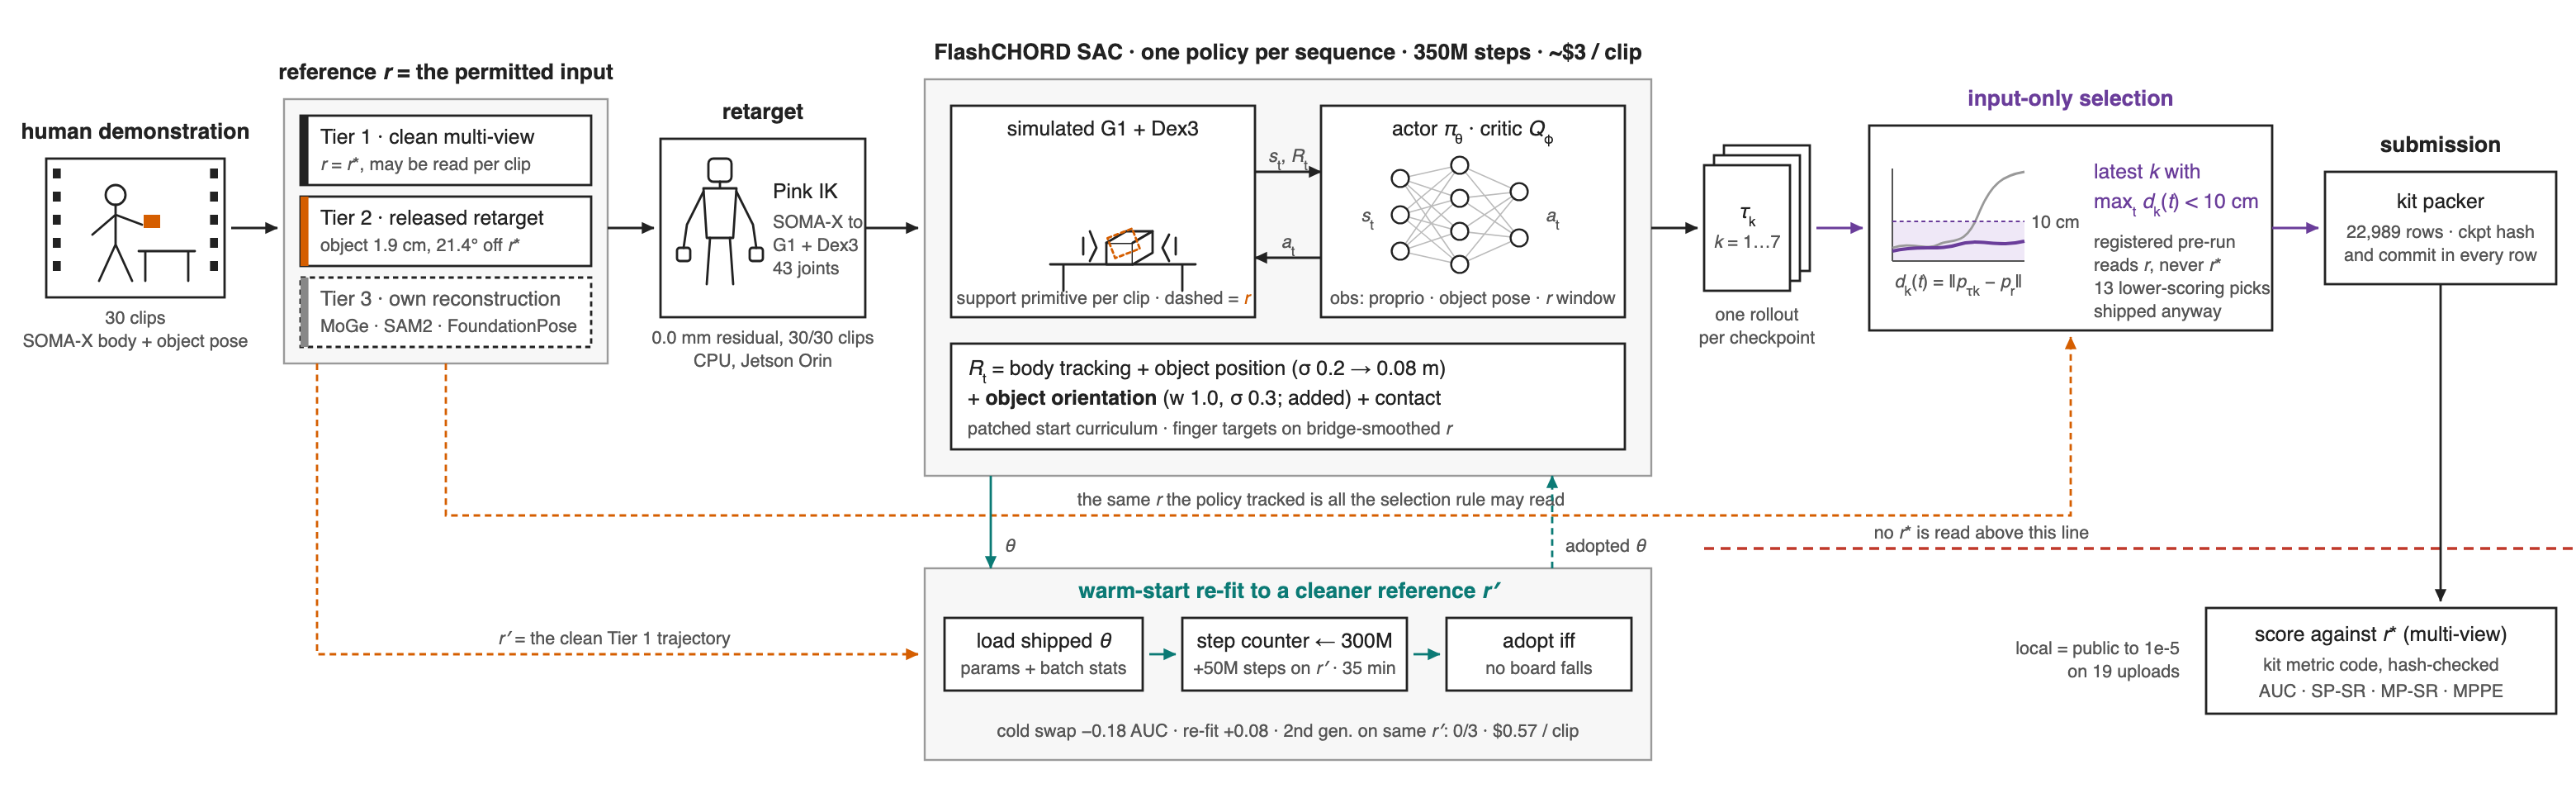 human demonstration
30 clips
SOMA-X body + object pose
reference r = the permitted input
Tier 1 · clean multi-view
r = r*, may be read per clip
Tier 2 · released retarget
object 1.9 cm, 21.4° off r*
Tier 3 · own reconstruction
MoGe · SAM2 · FoundationPose
retarget
Pink IK
SOMA-X to
G1 + Dex3
43 joints
0.0 mm residual, 30/30 clips
CPU, Jetson Orin
FlashCHORD SAC · one policy per sequence · 350M steps · ~$3 / clip
simulated G1 + Dex3
support primitive per clip · dashed = r
s_t, R_t
a_t
actor π_θ · critic Q_ϕ
s_t
a_t
obs: proprio · object pose · r window
R_t = body tracking + object position (σ 0.2 → 0.08 m)
+ object orientation (w 1.0, σ 0.3; added) + contact
patched start curriculum · finger targets on bridge-smoothed r
τ_k
k = 1…7
one rollout
per checkpoint
input-only selection
10 cm
d_k(t) = ‖p_τk − p_r‖
latest k with
max_t d_k(t) < 10 cm
registered pre-run
reads r, never r*
13 lower-scoring picks
shipped anyway
submission
kit packer
22,989 rows · ckpt hash
and commit in every row
the same r the policy tracked is all the selection rule may read
no r* is read above this line
θ
adopted θ
r′ = the clean Tier 1 trajectory
warm-start re-fit to a cleaner reference r′
load shipped θ
params + batch stats
step counter ← 300M
+50M steps on r′ · 35 min
adopt iff
no board falls
cold swap −0.18 AUC · re-fit +0.08 · 2nd gen. on same r′: 0/3 · $0.57 / clip
local = public to 1e-5
on 19 uploads
score against r* (multi-view)
kit metric code, hash-checked
AUC · SP-SR · MP-SR · MPPE